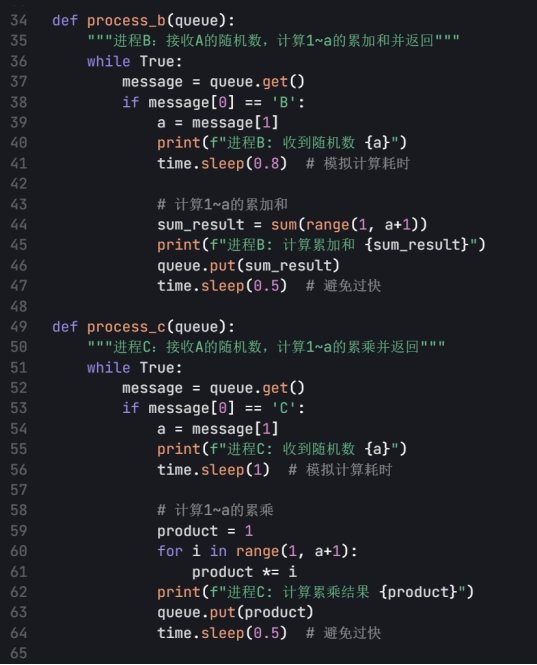 34 def process_b(queue):
35     """进程B：接收A的随机数，计算1~a的累加和并返回"""
36     while True:
37         message = queue.get()
38         if message[0] == 'B':
39             a = message[1]
40             print(f"进程B: 收到随机数 {a}")
41             time.sleep(0.8)  # 模拟计算耗时
42
43             # 计算1~a的累加和
44             sum_result = sum(range(1, a+1))
45             print(f"进程B: 计算累加和 {sum_result}")
46             queue.put(sum_result)
47             time.sleep(0.5)  # 避免过快
48
49 def process_c(queue):
50     """进程C：接收A的随机数，计算1~a的累乘并返回"""
51     while True:
52         message = queue.get()
53         if message[0] == 'C':
54             a = message[1]
55             print(f"进程C: 收到随机数 {a}")
56             time.sleep(1)  # 模拟计算耗时
57
58             # 计算1~a的累乘
59             product = 1
60             for i in range(1, a+1):
61                 product *= i
62             print(f"进程C: 计算累乘结果 {product}")
63             queue.put(product)
64             time.sleep(0.5)  # 避免过快
65